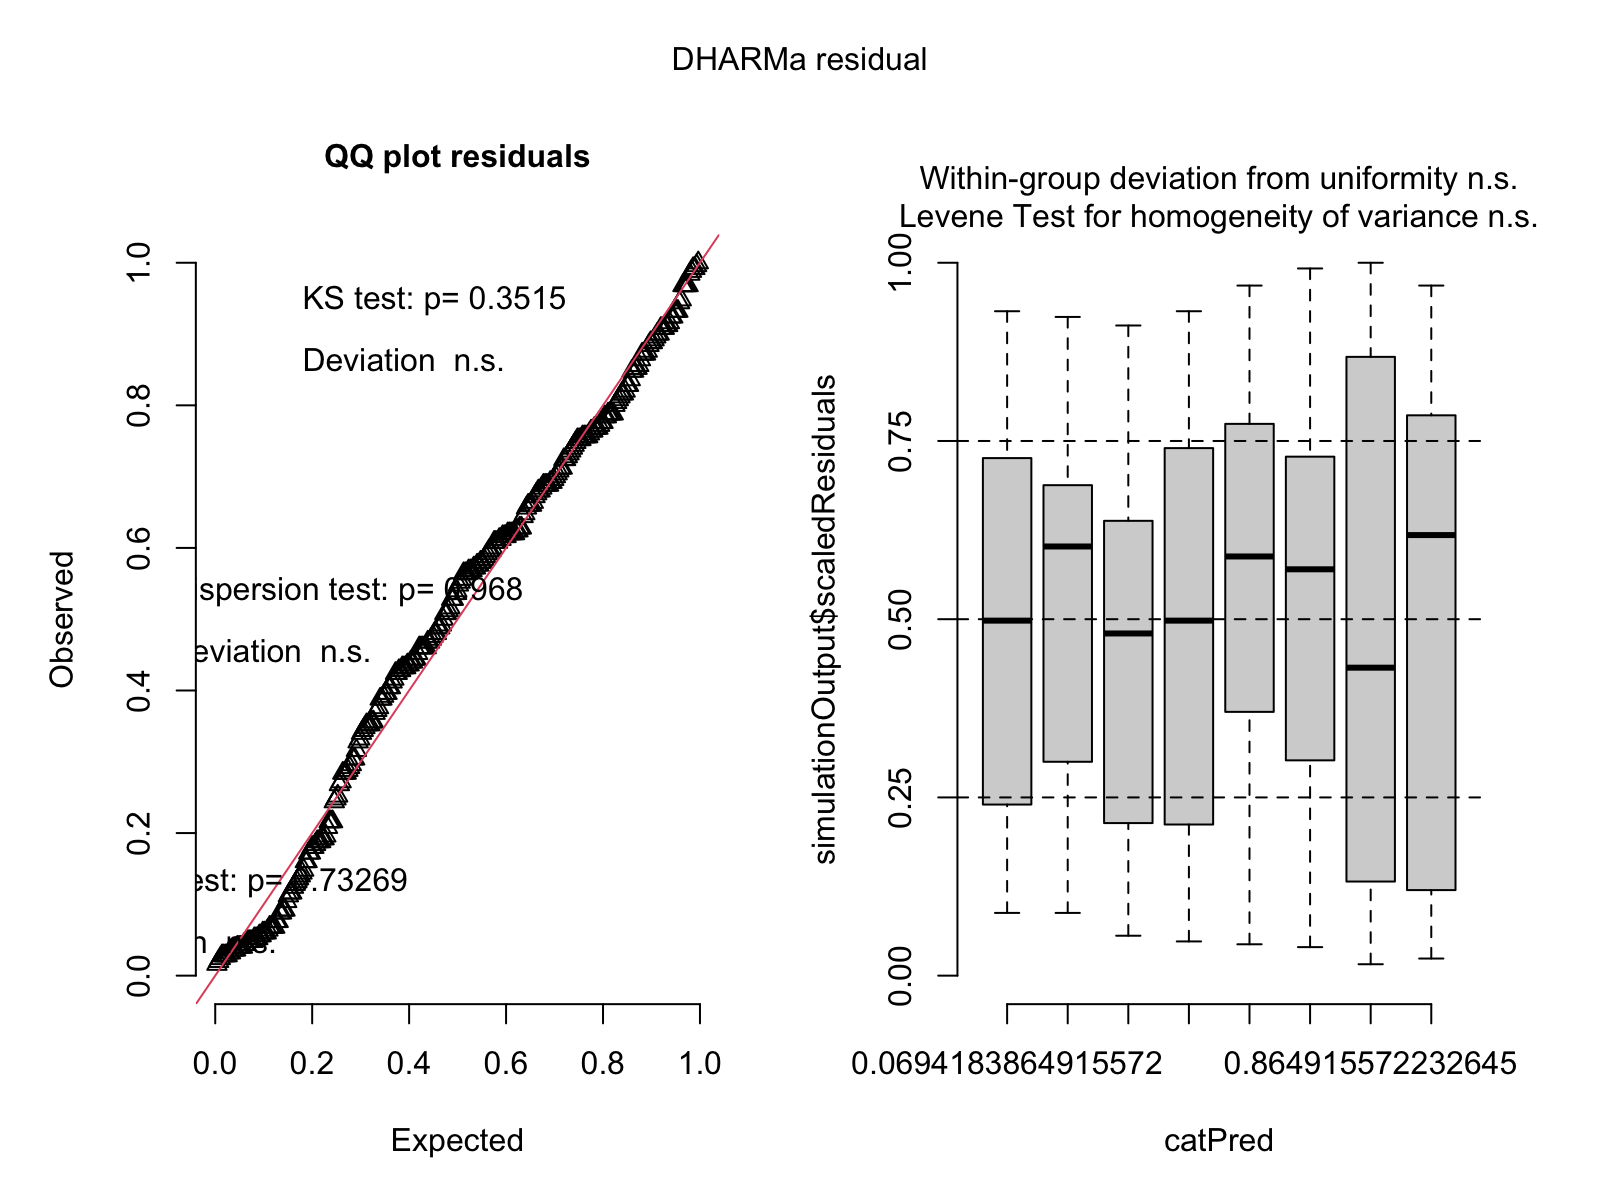 DHARMa residual
QQ plot residuals
KS test: p= 0.3515
Deviation  n.s.
spersion test: p= 0.968
eviation  n.s.
est: p= 0.73269
n n.s.
Observed
0.0
0.2
0.4
0.6
0.8
1.0
0.0 0.2 0.4 0.6 0.8 1.0
Expected
Within-group deviation from uniformity n.s.
Levene Test for homogeneity of variance n.s.
simulationOutput$scaledResiduals
0.00
0.25
0.50
0.75
1.00
0.0694183864915572 0.864915572232645
catPred